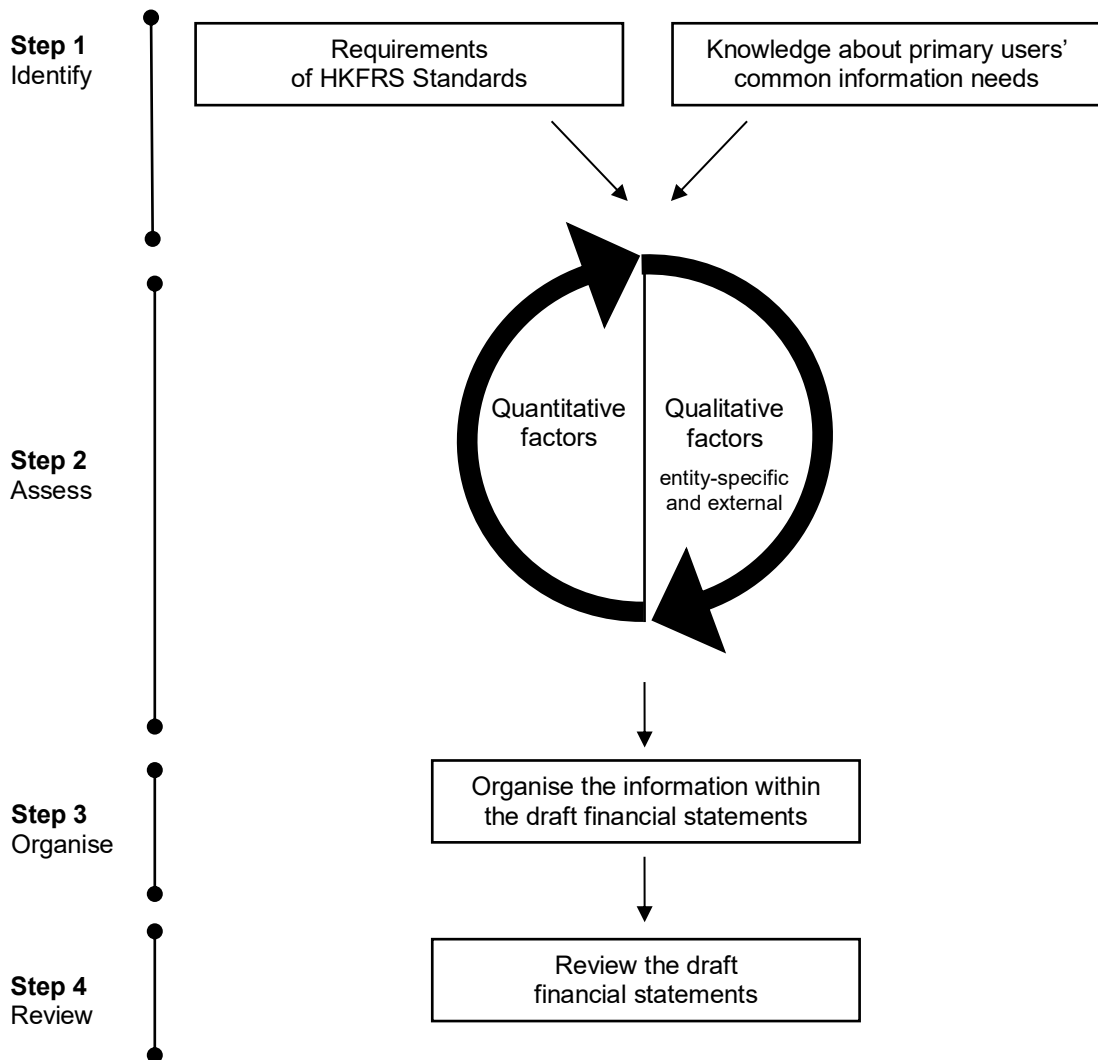 Step 1
Identify
Requirements
of HKFRS Standards
Knowledge about primary users’
common information needs
Step 2
Assess
Quantitative
factors
Qualitative
factors
entity-specific
and external
Step 3
Organise
Organise the information within
the draft financial statements
Step 4
Review
Review the draft
financial statements